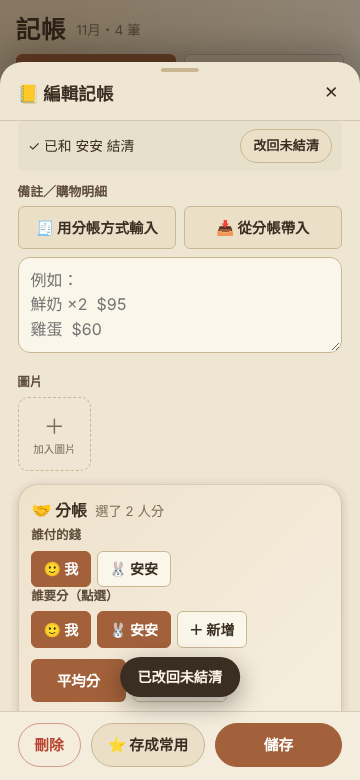 記帳 11月・4 筆
📒 編輯記帳 ✕
✓ 已和 安安 結清 改回未結清
備註／購物明細
🧾 用分帳方式輸入 📥 從分帳帶入
例如：
鮮奶 ×2 $95
雞蛋 $60
圖片
＋
加入圖片
🤝 分帳 選了 2 人分
誰付的錢
🙂 我 🐰 安安
誰要分（點選）
🙂 我 🐰 安安 ＋ 新增
平均分
已改回未結清
刪除 ⭐ 存成常用 儲存